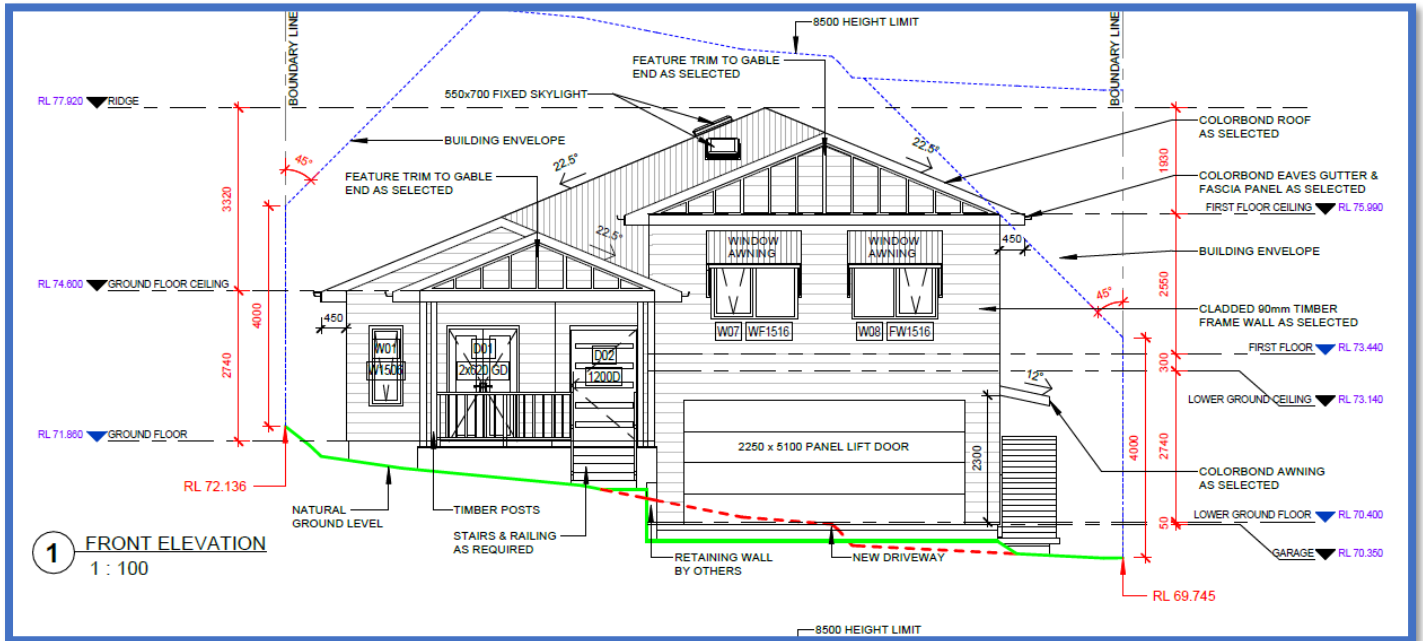 BOUNDARY LINE
8500 HEIGHT LIMIT
BOUNDARY LINE
FEATURE TRIM TO GABLE
END AS SELECTED
550x700 FIXED SKYLIGHT
RL 77.920 RIDGE
BUILDING ENVELOPE
COLORBOND ROOF
AS SELECTED
45°
22.5°
22.5°
1930
FEATURE TRIM TO GABLE
END AS SELECTED
COLORBOND EAVES GUTTER &
FASCIA PANEL AS SELECTED
3320
FIRST FLOOR CEILING RL 75.990
22.5°
WINDOW
AWNING
WINDOW
AWNING
450
BUILDING ENVELOPE
RL 74.600 GROUND FLOOR CEILING
2550
45°
4000
450
CLADDED 90mm TIMBER
FRAME WALL AS SELECTED
W07 WF1516
W08 FW1516
W01
W1506
D01
2x620 GD
D02
1200D
FIRST FLOOR RL 73.440
300
2740
12°
LOWER GROUND CEILING RL 73.140
RL 71.860 GROUND FLOOR
2250 x 5100 PANEL LIFT DOOR
2300
4000
2740
COLORBOND AWNING
AS SELECTED
RL 72.136
NATURAL
GROUND LEVEL
TIMBER POSTS
LOWER GROUND FLOOR RL 70.400
50
STAIRS & RAILING
AS REQUIRED
1 FRONT ELEVATION
1 : 100
RETAINING WALL
BY OTHERS
NEW DRIVEWAY
GARAGE RL 70.350
RL 69.745
8500 HEIGHT LIMIT